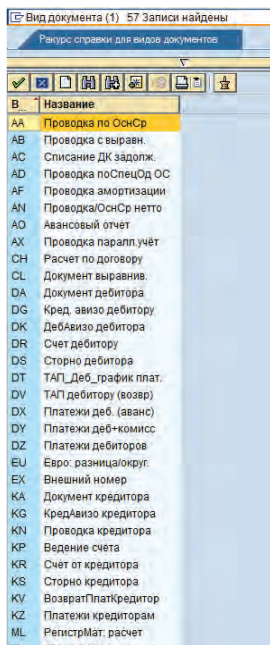 Вид документа (1) 57 Записи найдены
Ракурс справки для видов документов
В... Название
AA Проводка по ОснСр
AB Проводка с выравн.
AC Списание ДК задолж.
AD Проводка поСпецОд ОС
AF Проводка амортизации
AN Проводка/ОснСр нетто
AO Авансовый отчет
AX Проводка паралл.учёт
CH Расчет по договору
CL Документ выравнив.
DA Документ дебитора
DG Кред. авизо дебитору
DK ДебАвизо дебитора
DR Счет дебитору
DS Сторно дебитора
DT ТАП_Деб_график плат.
DV ТАП дебитору (возвр)
DX Платежи деб. (аванс)
DY Платежи деб+комисс
DZ Платежи дебиторов
EU Евро: разница/округ.
EX Внешний номер
KA Документ кредитора
KG КредАвизо кредитора
KN Проводка кредитора
KP Ведение счета
KR Счет от кредитора
KS Сторно кредитора
KV ВозвратПлатКредитор
KZ Платежи кредиторам
ML РегистрМат: расчет